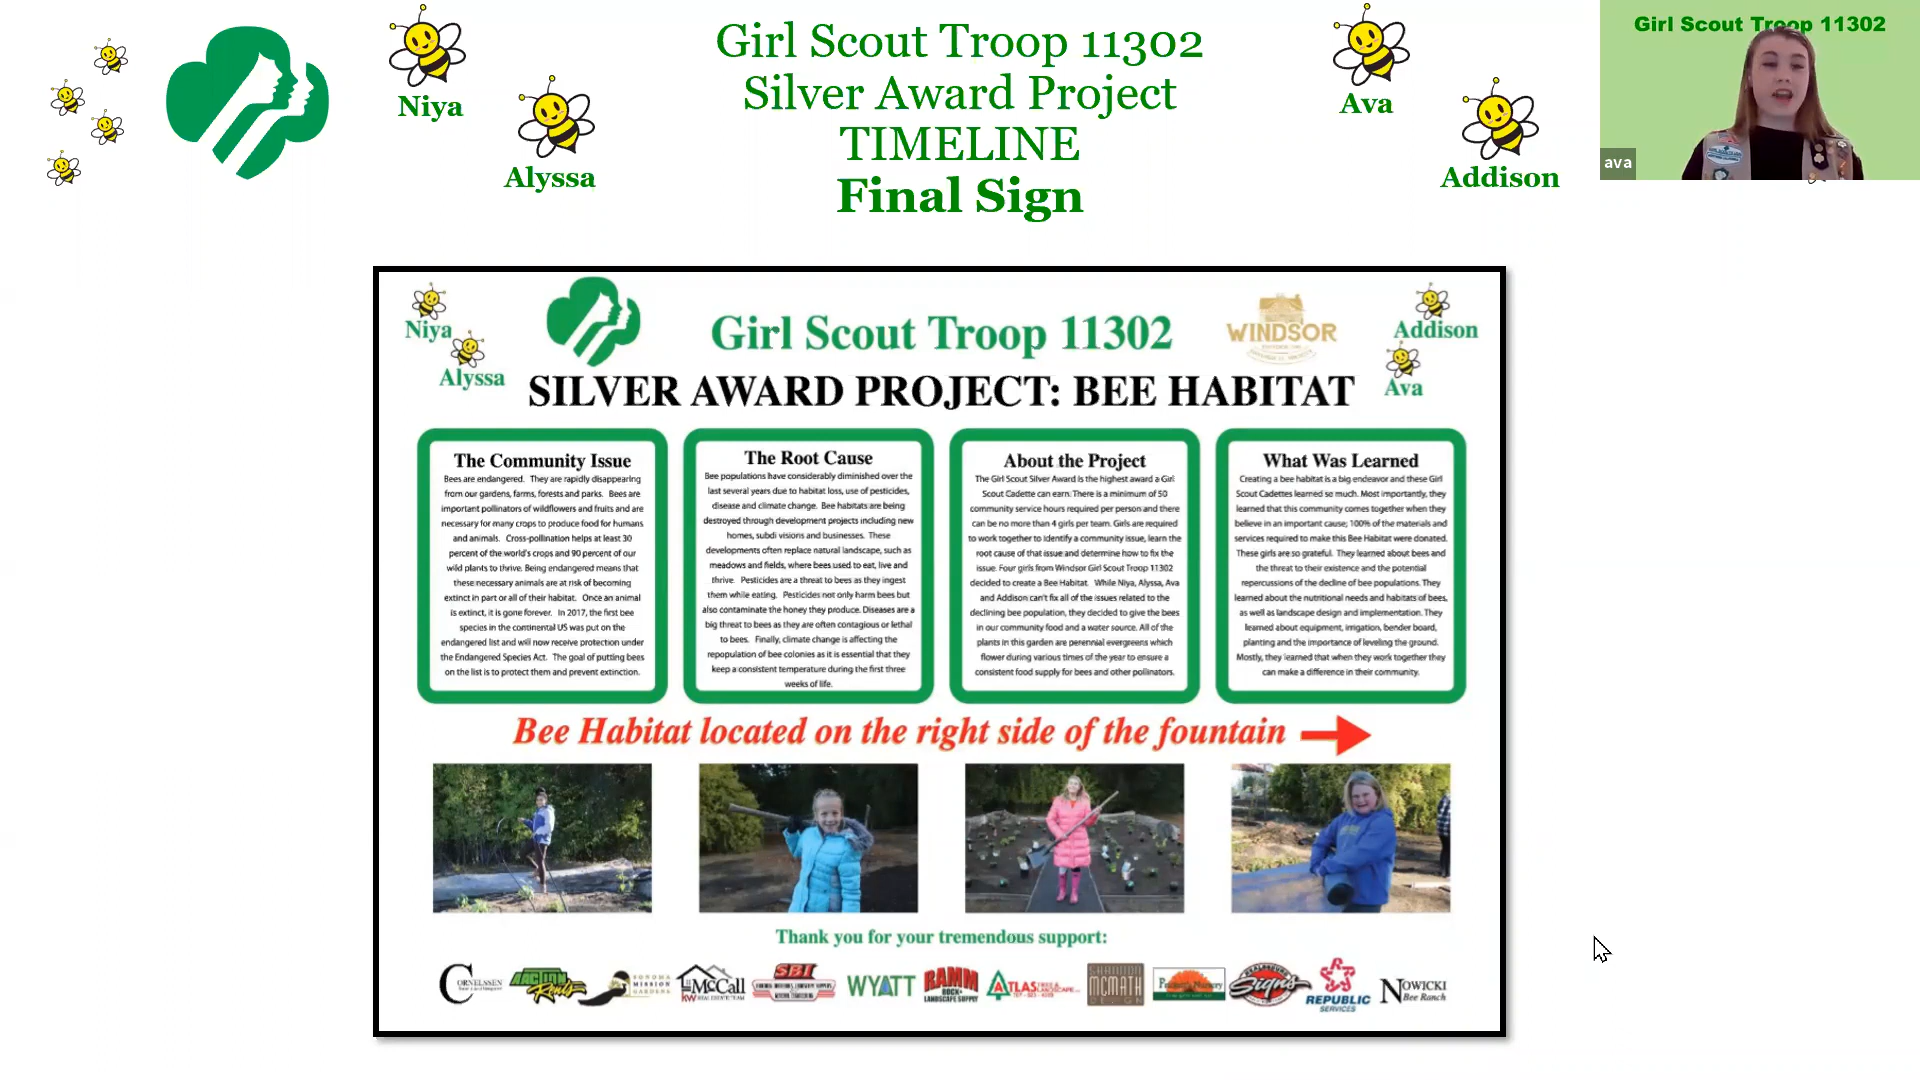 Girl Scout Troop 11302
Silver Award Project
TIMELINE
Final Sign
Niya
Alyssa
Ava
Addison
Girl Scout Troop 11302
ava
Niya
Alyssa
Girl Scout Troop 11302
WINDSOR
Addison
Ava
SILVER AWARD PROJECT: BEE HABITAT
The Community Issue
Bees are endangered. They are rapidly disappearing
from our gardens, farms, forests and parks. Bees are
important pollinators of wildflowers and fruits and are
necessary for many crops to produce food for humans
and animals. Cross-pollination helps at least 30
percent of the world's crops and 90 percent of our
wild plants to thrive. Being endangered means that
these necessary animals are at risk of becoming
extinct in part or all of their habitat. Once an animal
is extinct, it is gone forever. In 2017, the first bee
species in the continental US was put on the
endangered list and will now receive protection under
the Endangered Species Act. The goal of putting bees
on the list is to protect them and prevent extinction.
The Root Cause
Bee populations have considerably diminished over the
last several years due to habitat loss, use of pesticides,
disease and climate change. Bee habitats are being
destroyed through development projects including new
homes, subdi visions and businesses. These
developments often replace natural landscape, such as
meadows and fields, where bees used to eat, live and
thrive. Pesticides are a threat to bees as they ingest
them while eating. Pesticides not only harm bees but
also contaminate the honey they produce. Diseases are a
big threat to bees as they are often contagious or lethal
to bees. Finally, climate change is affecting the
repopulation of bee colonies as it is essential that they
keep a consistent temperature during the first three
weeks of life.
About the Project
The Girl Scout Silver Award is the highest award a Girl
Scout Cadette can earn. There is a minimum of 50
community service hours required per person and there
can be no more than 4 girls per team. Girls are required
to work together to identify a community issue, learn the
root cause of that issue and determine how to fix the
issue. Four girls from Windsor Girl Scout Troop 11302
decided to create a Bee Habitat. While Niya, Alyssa, Ava
and Addison can't fix all of the issues related to the
declining bee population, they decided to give the bees
in our community food and a water source. All of the
plants in this garden are perennial evergreens which
flower during various times of the year to ensure a
consistent food supply for bees and other pollinators.
What Was Learned
Creating a bee habitat is a big endeavor and these Girl
Scout Cadettes learned so much. Most importantly, they
learned that this community comes together when they
believe in an important cause; 100% of the materials and
services required to make this Bee Habitat were donated.
These girls are so grateful. They learned about bees and
the threat to their existence and the potential
repercussions of the decline of bee populations. They
learned about the nutritional needs and habitats of bees,
as well as landscape design and implementation. They
learned about equipment, irrigation, bender board,
planting and the importance of leveling the ground.
Mostly, they learned that when they work together they
can make a difference in their community.
Bee Habitat located on the right side of the fountain
Thank you for your tremendous support:
CORNELSSEN
AACTION Rents
SONOMA MISSION GARDENS
McCall
KW
SBI
WYATT
RAMM
ROCK LANDSCAPE SUPPLY
ATLAS TREE & LANDSCAPE
SHANNON MCMATH DESIGN
Nursery
Signs
REPUBLIC SERVICES
NOWICKI Bee Ranch